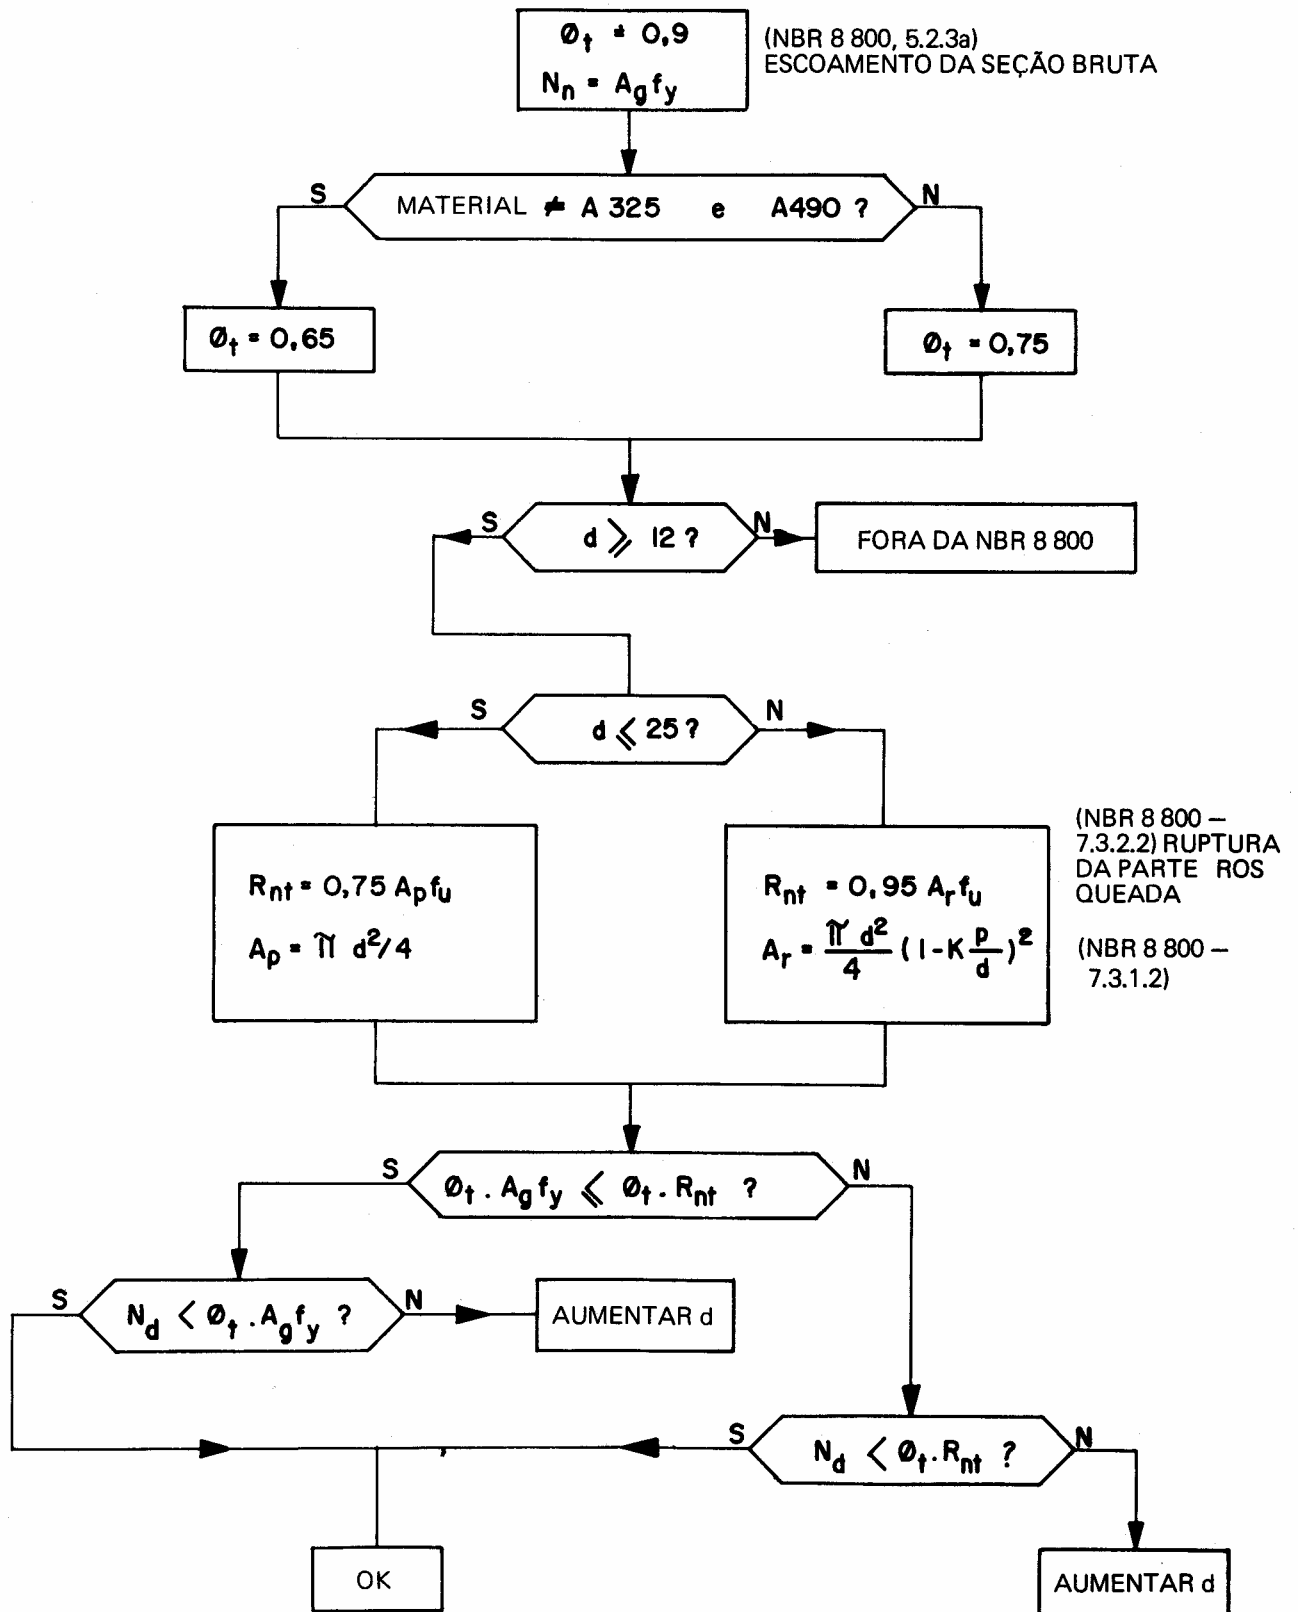 Ø_t = 0,9
N_n = A_g f_y
(NBR 8 800, 5.2.3a)
ESCOAMENTO DA SEÇÃO BRUTA
S
MATERIAL ≠ A 325 e A490 ?
N
Ø_t = 0,65
Ø_t = 0,75
S
d ⩾ 12 ?
N
FORA DA NBR 8 800
S
d ⩽ 25 ?
N
R_nt = 0,75 A_p f_u
A_p = π d²/4
R_nt = 0,95 A_r f_u
A_r = π d²/4 (1-K p/d)²
(NBR 8 800 –
7.3.2.2) RUPTURA
DA PARTE ROS
QUEADA
(NBR 8 800 –
7.3.1.2)
S
Ø_t . A_g f_y ⩽ Ø_t . R_nt ?
N
S
N_d < Ø_t . A_g f_y ?
N
AUMENTAR d
S
N_d < Ø_t . R_nt ?
N
OK
AUMENTAR d